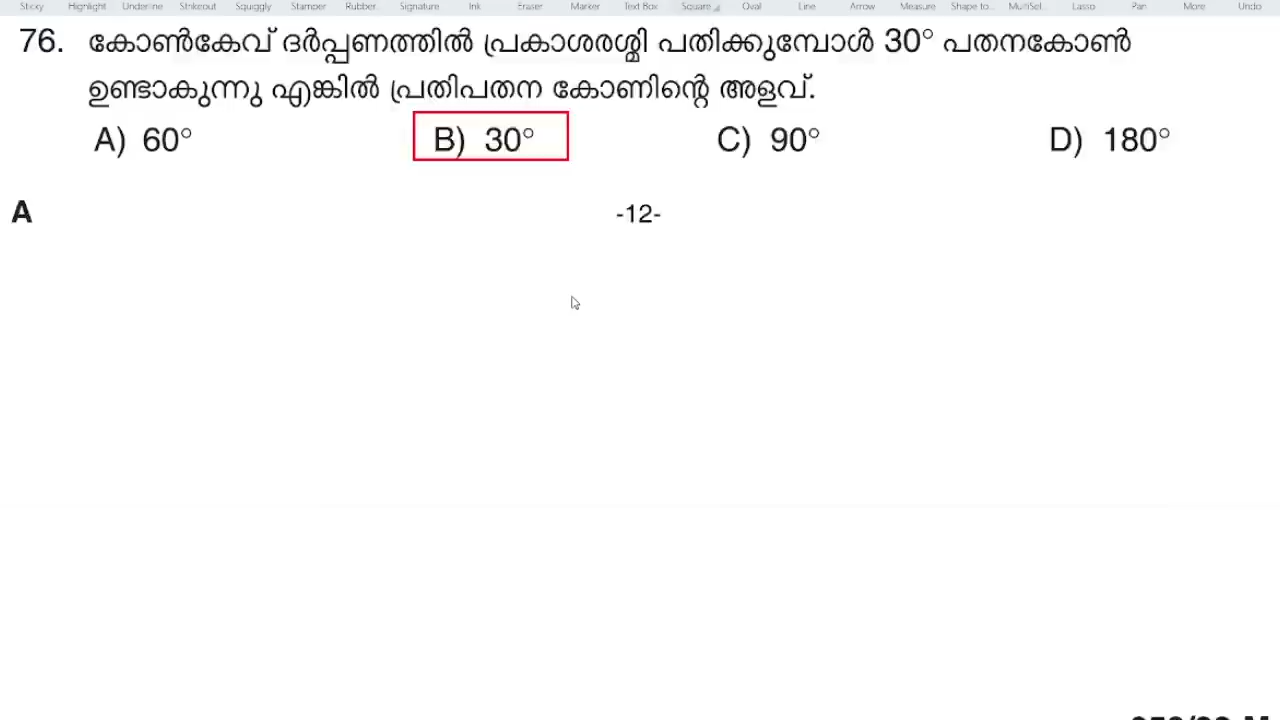 Sticky Highlight Underline Strikeout Squiggly Stamper Rubber. Signature Ink Eraser Marker Text Box Square Oval Line Arrow Measure Shape to.. MultiSel.. Lasso Pan More Undo
76. കോൺകേവ് ദർപ്പണത്തിൽ പ്രകാശരശ്മി പതിക്കുമ്പോൾ 30° പതനകോൺ
ഉണ്ടാകുന്നു എങ്കിൽ പ്രതിപതന കോണിന്റെ അളവ്.
A) 60° B) 30° C) 90° D) 180°
A -12-